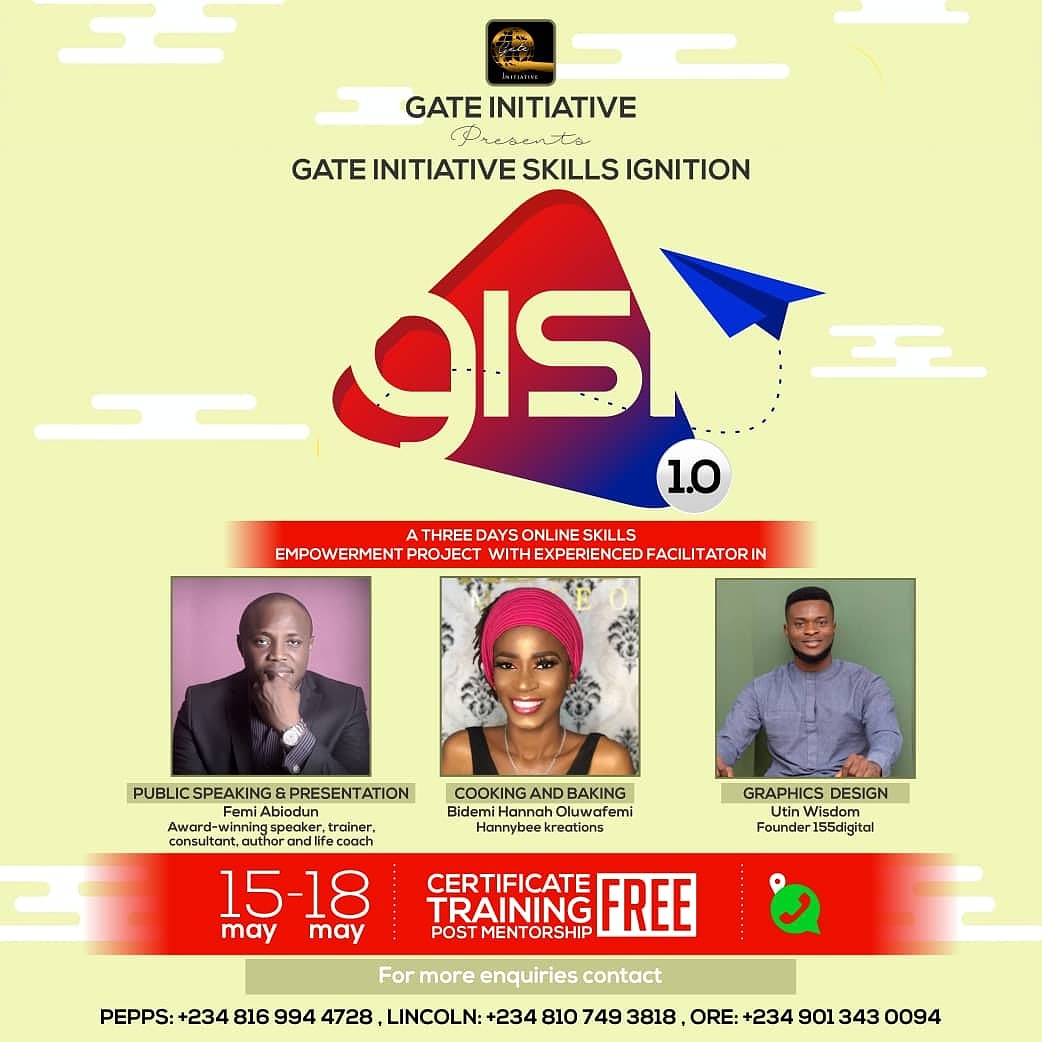 Gate
INITIATIVE
GATE INITIATIVE
Presents
GATE INITIATIVE SKILLS IGNITION
gisi
1.0
A THREE DAYS ONLINE SKILLS
EMPOWERMENT PROJECT WITH EXPERIENCED FACILITATOR IN
E O
PUBLIC SPEAKING & PRESENTATION
Femi Abiodun
Award-winning speaker, trainer,
consultant, author and life coach
COOKING AND BAKING
Bidemi Hannah Oluwafemi
Hannybee kreations
GRAPHICS DESIGN
Utin Wisdom
Founder 155digital
15-18
may may
CERTIFICATE
TRAINING
POST MENTORSHIP
FREE
For more enquiries contact
PEPPS: +234 816 994 4728 , LINCOLN: +234 810 749 3818 , ORE: +234 901 343 0094